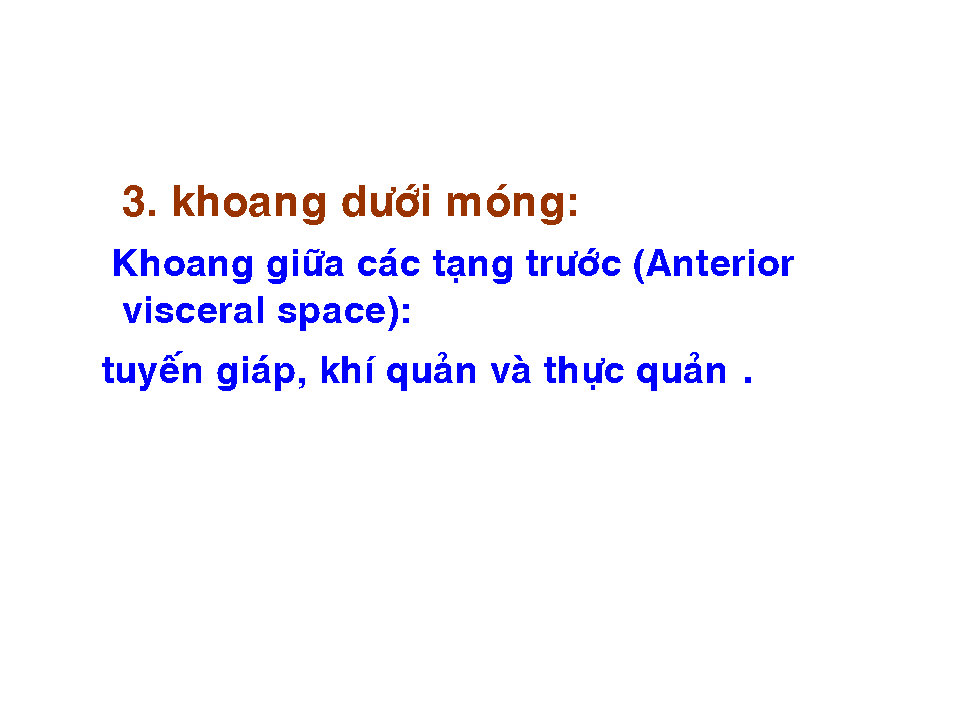 3. khoang dưới móng:
Khoang giữa các tạng trước (Anterior
visceral space):
tuyến giáp, khí quản và thực quản .